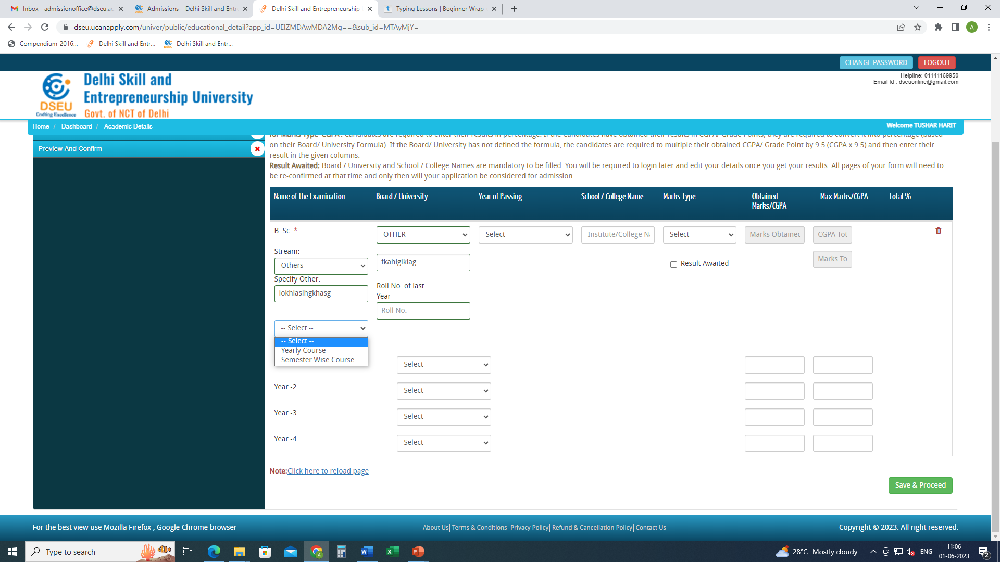 Inbox - admissionoffice@dseu.ac
Admissions – Delhi Skill and Entr
Delhi Skill and Entrepreneurship
Typing Lessons | Beginner Wrap-
dseu.ucanapply.com/univer/public/educational_detail?app_id=UElZMDAwMDA2Mg==&sub_id=MTAyMjY=
A
Compendium-2016...
Delhi Skill and Entr...
Delhi Skill and Entr...
CHANGE PASSWORD
LOGOUT
Helpline: 01141169950
Email Id : dseuonline@gmail.com
DSEU
Crafting Excellence
Delhi Skill and
Entrepreneurship University
Govt. of NCT of Delhi
Home / Dashboard / Academic Details
Welcome TUSHAR HARIT
Preview And Confirm
for Marks Type 'CGPA': Candidates are required to enter their results in percentage. If the Candidates have obtained their results in CGPA/ Grade Points, they are required to convert it into percentage (based
on their Board/ University Formula). If the Board/ University has not defined the formula, the candidates are required to multiple their obtained CGPA/ Grade Point by 9.5 (CGPA x 9.5) and then enter their
result in the given columns.
Result Awaited: Board / University and School / College Names are mandatory to be filled. You will be required to login later and edit your details once you get your results. All pages of your form will need to
be re-confirmed at that time and only then will your application be considered for admission.
Name of the Examination
Board / University
Year of Passing
School / College Name
Marks Type
Obtained
Marks/CGPA
Max Marks/CGPA
Total %
B. Sc. *
OTHER
Select
Institute/College N
Select
Marks Obtained
CGPA Tot
Stream:
Others
fkahlglklag
Result Awaited
Marks To
Specify Other:
iokhlaslhgkhasg
Roll No. of last
Year
Roll No.
-- Select --
-- Select --
Yearly Course
Semester Wise Course
Select
Year -2
Select
Year -3
Select
Year -4
Select
Note:Click here to reload page
Save & Proceed
For the best view use Mozilla Firefox , Google Chrome browser
About Us| Terms & Conditions| Privacy Policy| Refund & Cancellation Policy| Contact Us
Copyright © 2023. All right reserved.
Type to search
28°C Mostly cloudy
ENG
11:06
01-06-2023
2